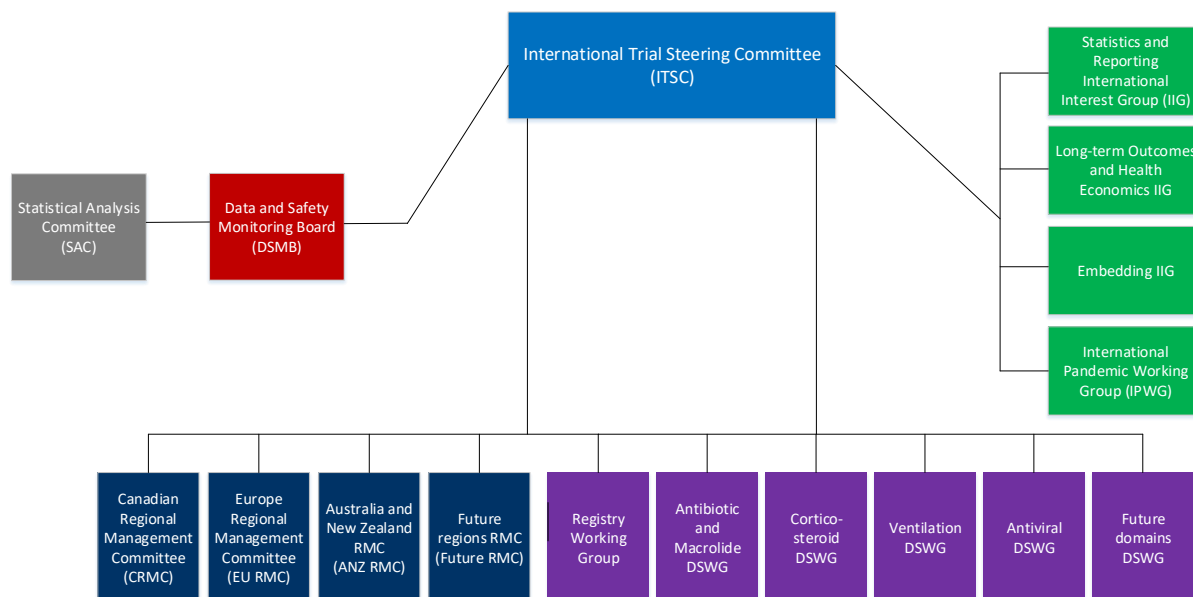 International Trial Steering Committee
(ITSC)
Statistics and
Reporting
International
Interest Group (IIG)
Long-term Outcomes
and Health
Economics IIG
Embedding IIG
International
Pandemic Working
Group (IPWG)
Statistical Analysis
Committee
(SAC)
Data and Safety
Monitoring Board
(DSMB)
Canadian
Regional
Management
Committee
(CRMC)
Europe
Regional
Management
Committee
(EU RMC)
Australia and
New Zealand
RMC
(ANZ RMC)
Future
regions RMC
(Future RMC)
Registry
Working
Group
Antibiotic
and
Macrolide
DSWG
Cortico-
steroid
DSWG
Ventilation
DSWG
Antiviral
DSWG
Future
domains
DSWG